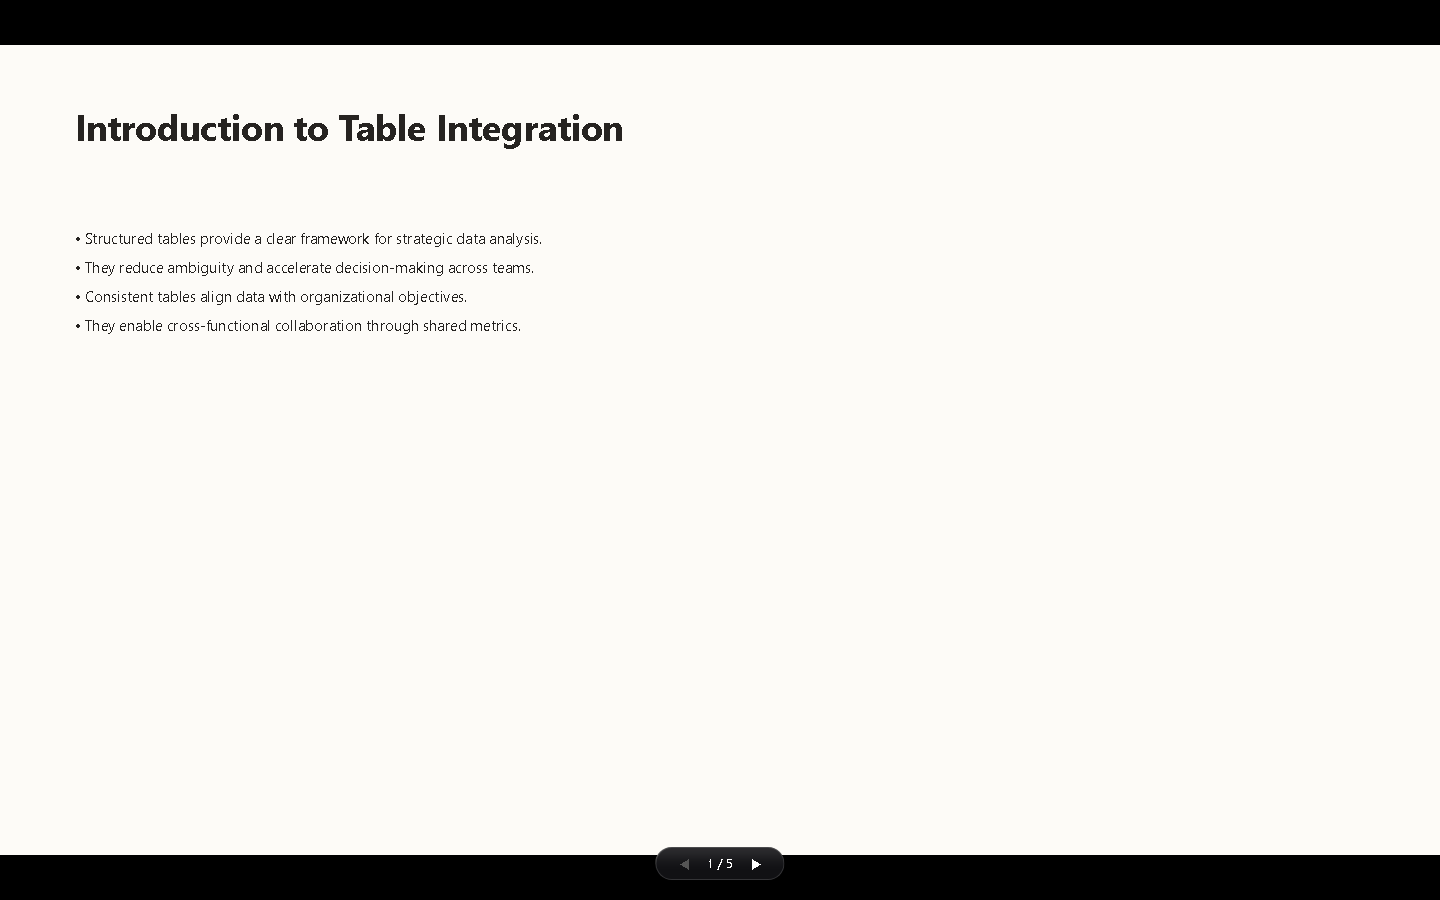 Introduction to Table Integration
• Structured tables provide a clear framework for strategic data analysis.
• They reduce ambiguity and accelerate decision-making across teams.
• Consistent tables align data with organizational objectives.
• They enable cross-functional collaboration through shared metrics.
1 / 5